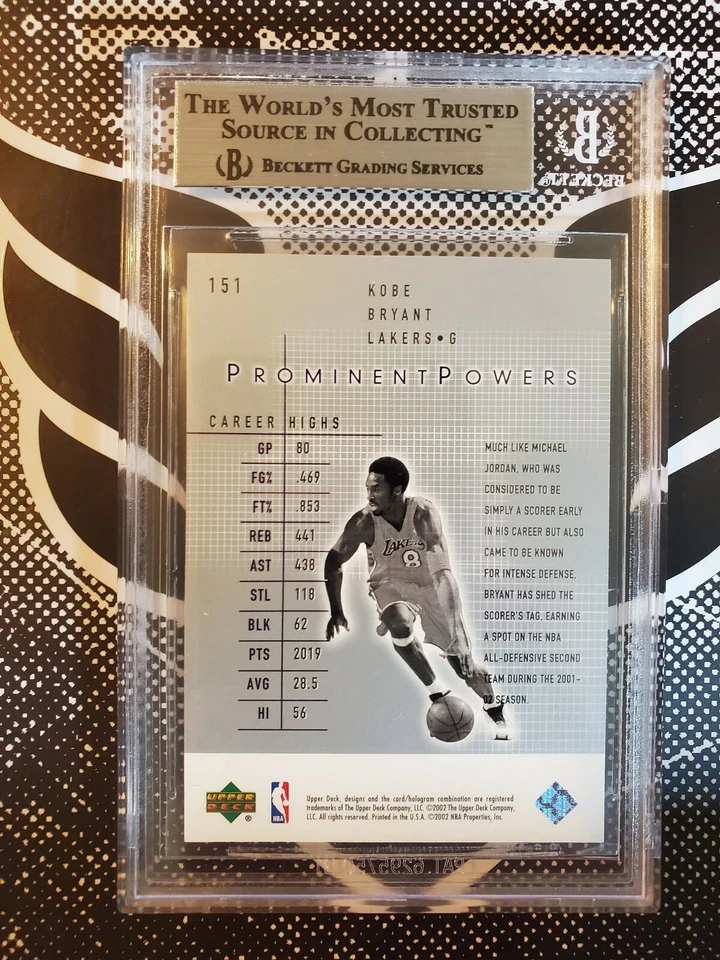 THE WORLD'S MOST TRUSTED
SOURCE IN COLLECTING™
B BECKETT GRADING SERVICES
B
BECKETT
151
KOBE
BRYANT
LAKERS•G
PROMINENTPOWERS
CAREER HIGHS
GP 80
FG% .469
FT% .853
REB 441
AST 438
STL 118
BLK 62
PTS 2019
AVG 28.5
HI 56
MUCH LIKE MICHAEL
JORDAN, WHO WAS
CONSIDERED TO BE
SIMPLY A SCORER EARLY
IN HIS CAREER BUT ALSO
CAME TO BE KNOWN
FOR INTENSE DEFENSE,
BRYANT HAS SHED THE
SCORER'S TAG, EARNING
A SPOT ON THE NBA
ALL-DEFENSIVE SECOND
TEAM DURING THE 2001-
02 SEASON.
LAKERS
8
UPPER
DECK
®
NBA
Upper Deck, designs and the card/hologram combination are registered
trademarks of The Upper Deck Company, LLC. ©2002 The Upper Deck Company,
LLC. All rights reserved. Printed in the U.S.A. ©2002 NBA Properties, Inc.